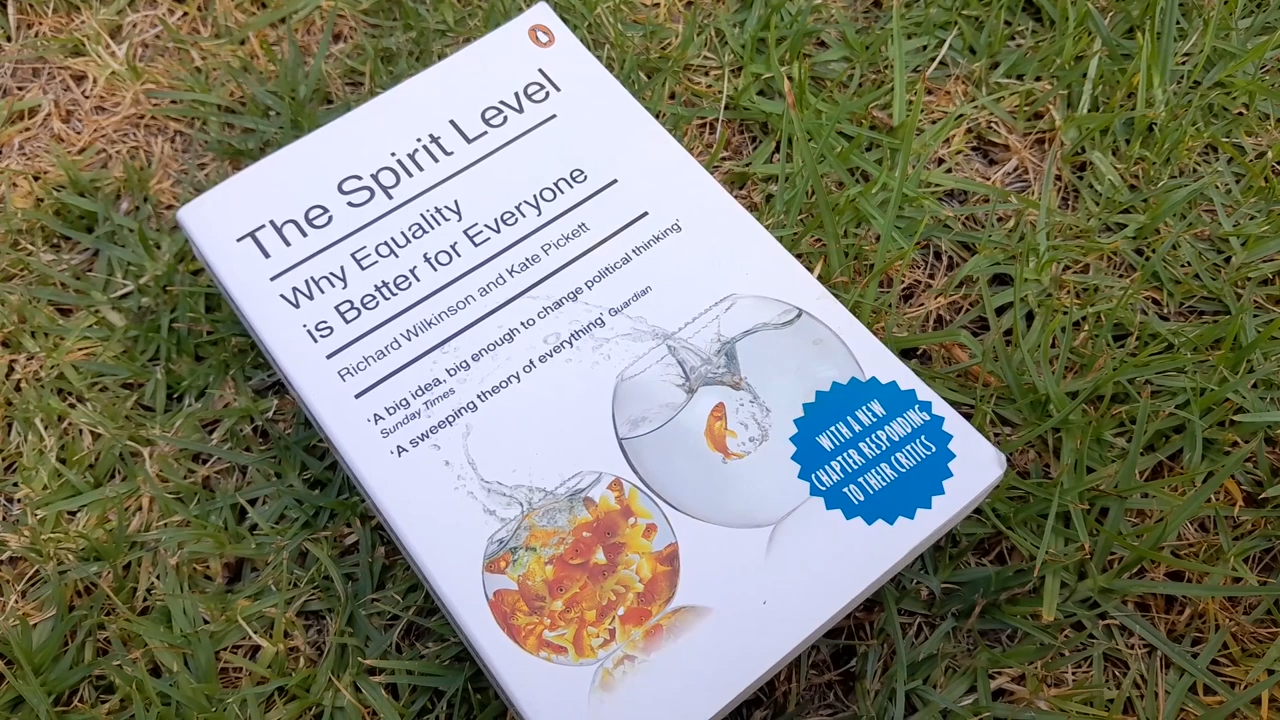 The Spirit Level
Why Equality
is Better for Everyone
Richard Wilkinson and Kate Pickett
‘A big idea, big enough to change political thinking’
Sunday Times
‘A sweeping theory of everything’ Guardian
WITH A NEW
CHAPTER RESPONDING
TO THEIR CRITICS